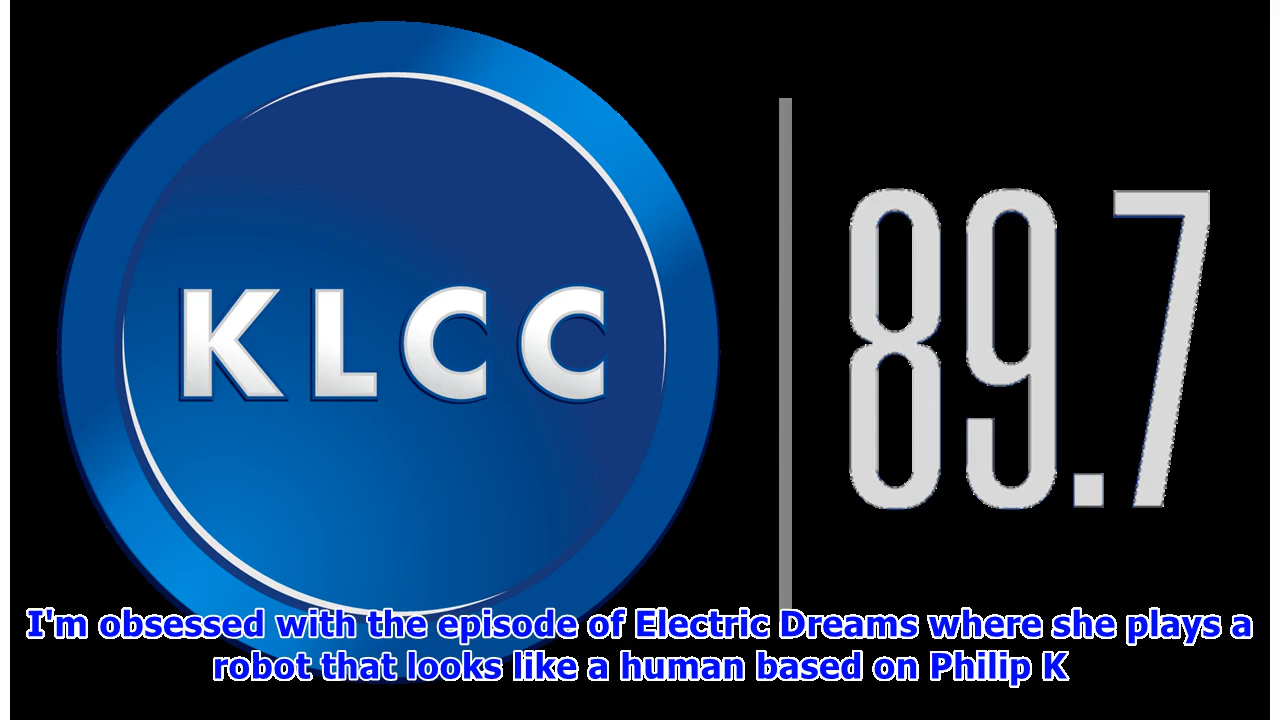 KLCC
89.7
I'm obsessed with the episode of Electric Dreams where she plays a
robot that looks like a human based on Philip K